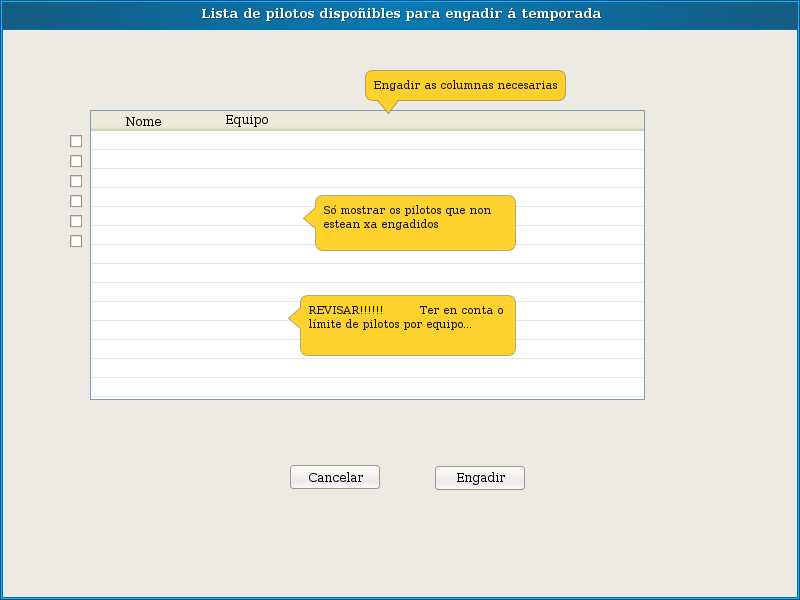 Lista de pilotos dispoñibles para engadir á temporada
Engadir as columnas necesarias
Nome Equipo
Só mostrar os pilotos que non
estean xa engadidos
REVISAR!!!!!! Ter en conta o
límite de pilotos por equipo...
Cancelar Engadir